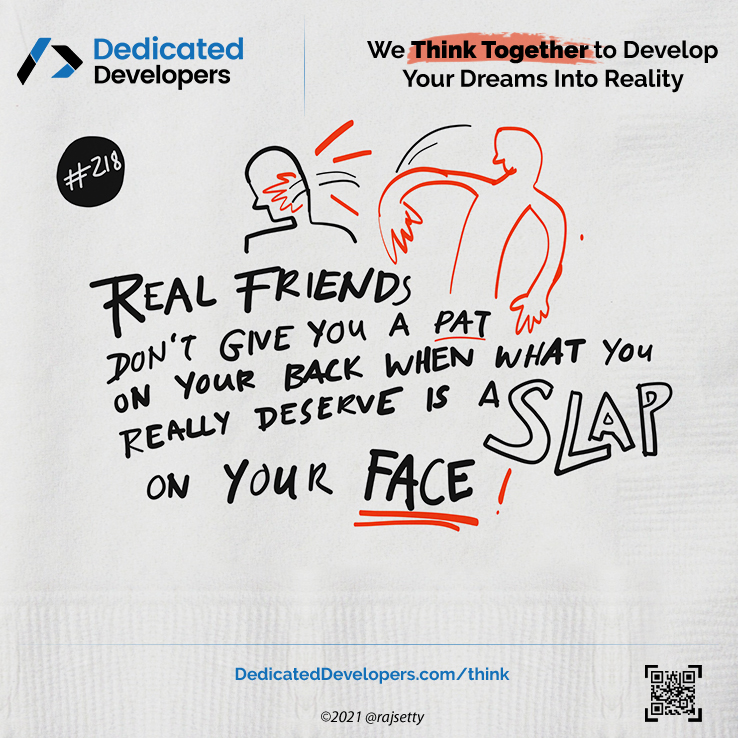 Dedicated
Developers
We Think Together to Develop
Your Dreams Into Reality
#218
REAL FRIENDS
DON'T GIVE YOU A PAT
ON YOUR BACK WHEN WHAT YOU
REALLY DESERVE IS A SLAP
ON YOUR FACE!
DedicatedDevelopers.com/think
©2021 @rajsetty